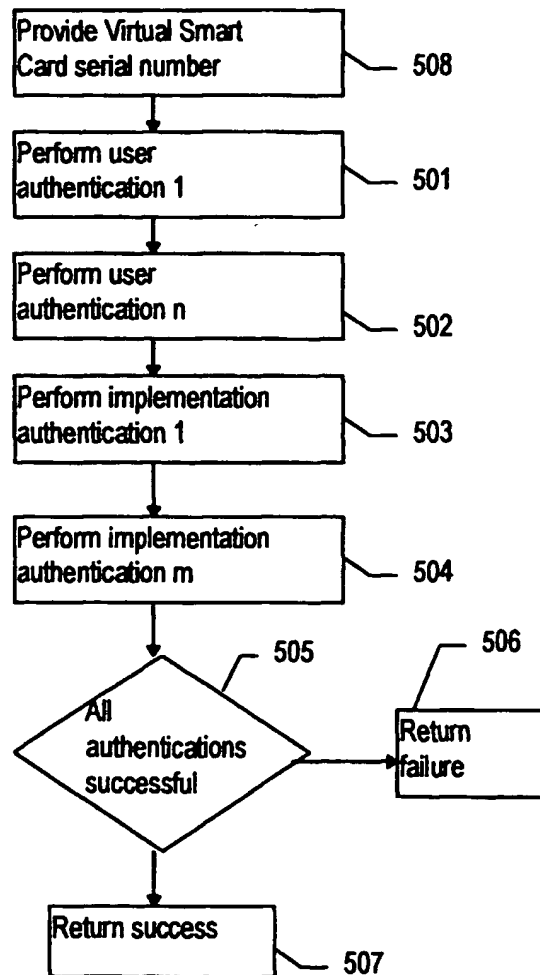 Provide Virtual Smart
Card serial number
508
Perform user
authentication 1
501
Perform user
authentication n
502
Perform implementation
authentication 1
503
Perform implementation
authentication m
504
505
All
authentications
successful
506
Return
failure
Return success
507